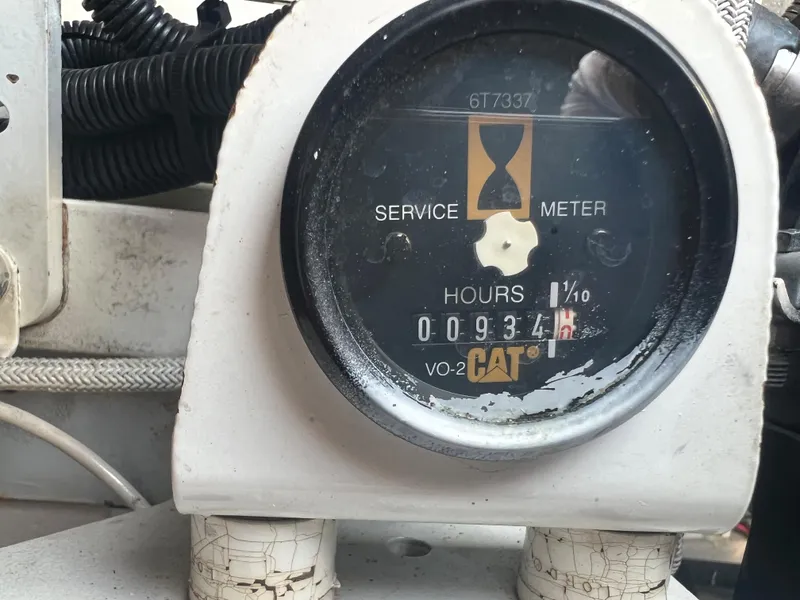 6T7337
SERVICE METER
HOURS 1/10
00934
VO-2 CAT®